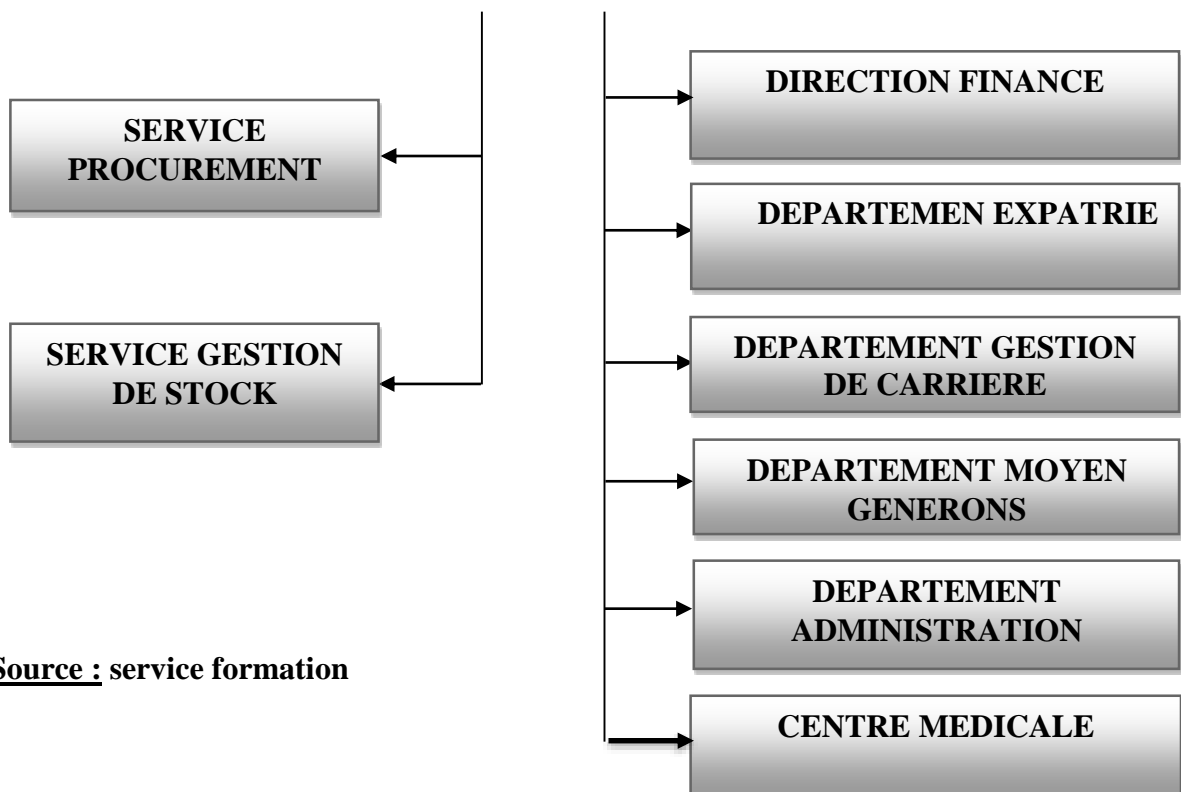 SERVICE
PROCUREMENT
SERVICE GESTION
DE STOCK
DIRECTION FINANCE
DEPARTEMEN EXPATRIE
DEPARTEMENT GESTION
DE CARRIERE
DEPARTEMENT MOYEN
GENERONS
DEPARTEMENT
ADMINISTRATION
CENTRE MEDICALE
Source : service formation